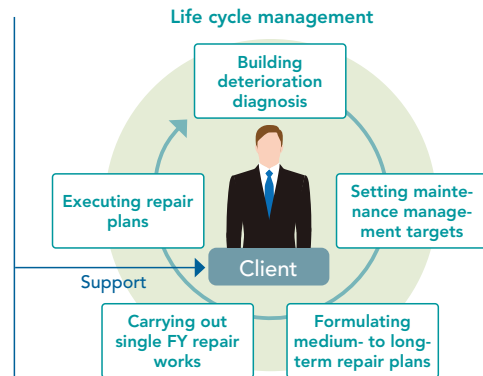 Life cycle management
Building
deterioration
diagnosis
Executing repair
plans
Setting mainte-
nance manage-
ment targets
Client
Support
Carrying out
single FY repair
works
Formulating
medium- to long-
term repair plans